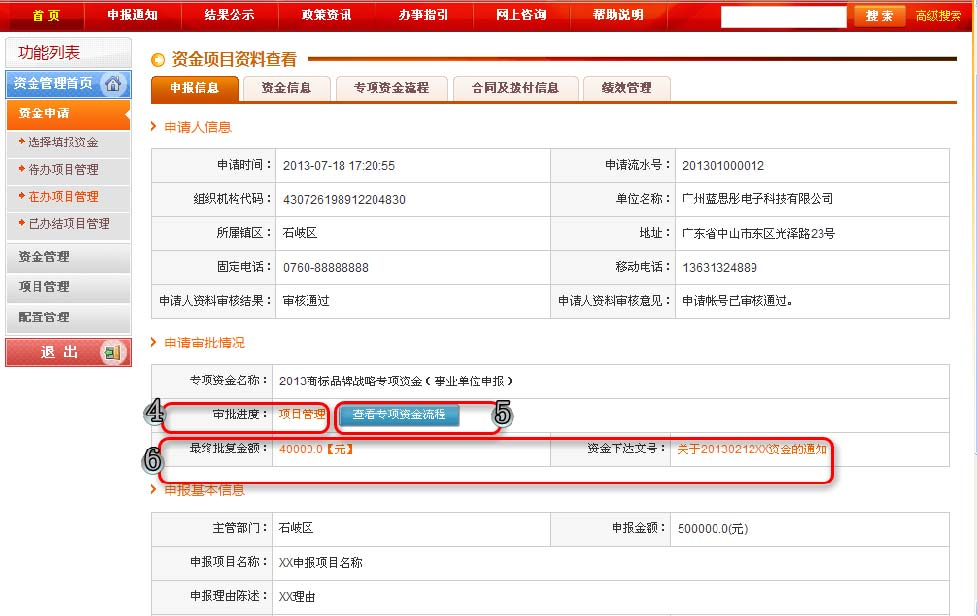 首 页 申报通知 结果公示 政策资讯 办事指引 网上咨询 帮助说明 搜 索 高级搜索
功能列表
资金管理首页
资金申请
选择填报资金
待办项目管理
在办项目管理
已办结项目管理
资金管理
项目管理
配置管理
退 出
资金项目资料查看
申报信息 资金信息 专项资金流程 合同及拨付信息 绩效管理
申请人信息
申请时间： 2013-07-18 17:20:55 申请流水号： 201301000012
组织机构代码： 430726198912204830 单位名称： 广州蓝思彤电子科技有限公司
所属镇区： 石岐区 地址： 广东省中山市东区光泽路23号
固定电话： 0760-88888888 移动电话： 13631324889
申请人资料审核结果： 审核通过 申请人资料审核意见： 申请帐号已审核通过。
申请审批情况
专项资金名称： 2013商标品牌战略专项资金（事业单位申报）
4 审批进度： 项目管理 查看专项资金流程 5
6 最终批复金额： 40000.0【元】 资金下达文号： 关于20130212XX资金的通知
申报基本信息
主管部门： 石岐区 申报金额： 500000.0(元)
申报项目名称： XX申报项目名称
申报理由陈述： XX理由